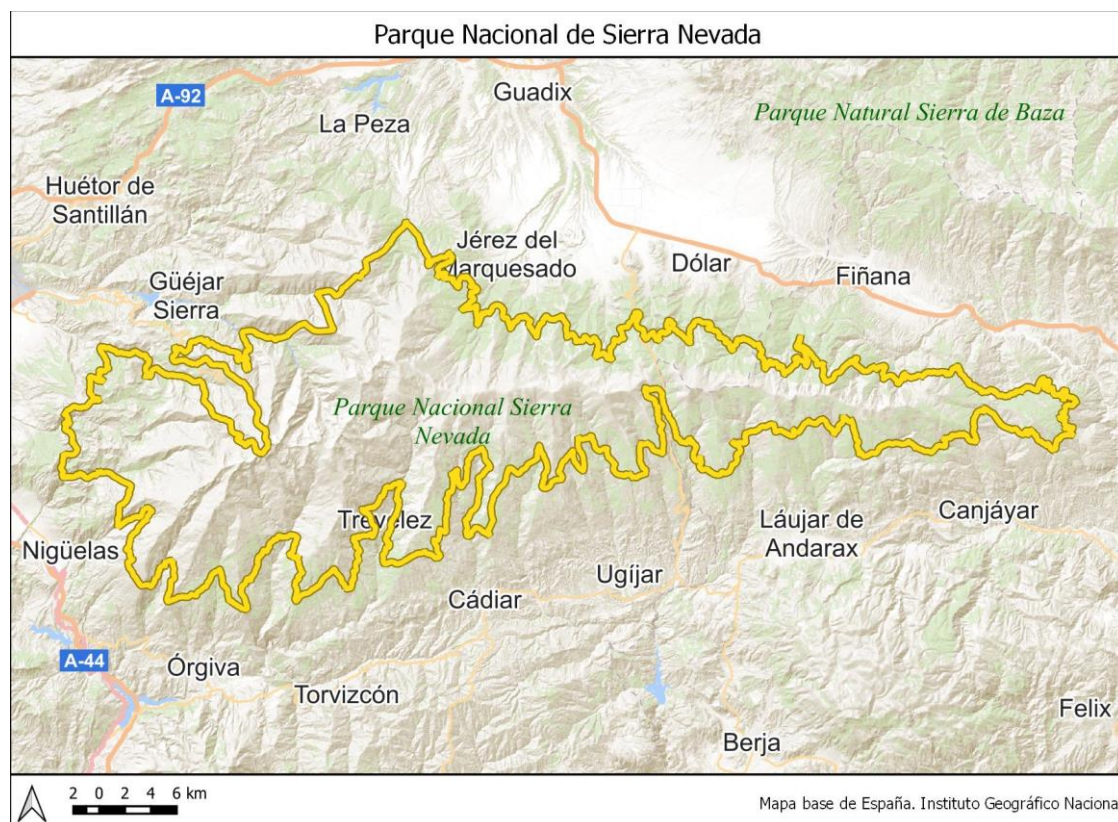 Parque Nacional de Sierra Nevada
A-92
Guadix
Parque Natural Sierra de Baza
La Peza
Huétor de
Santillán
Jérez del
Marquesado
Dólar
Güéjar
Sierra
Fiñana
Parque Nacional Sierra
Nevada
Trevélez
Canjáyar
Láujar de
Andarax
Nigüelas
Ugíjar
Cádiar
A-44
Órgiva
Torvizcón
Felix
Berja
2 0 2 4 6 km
Mapa base de España. Instituto Geográfico Naciona